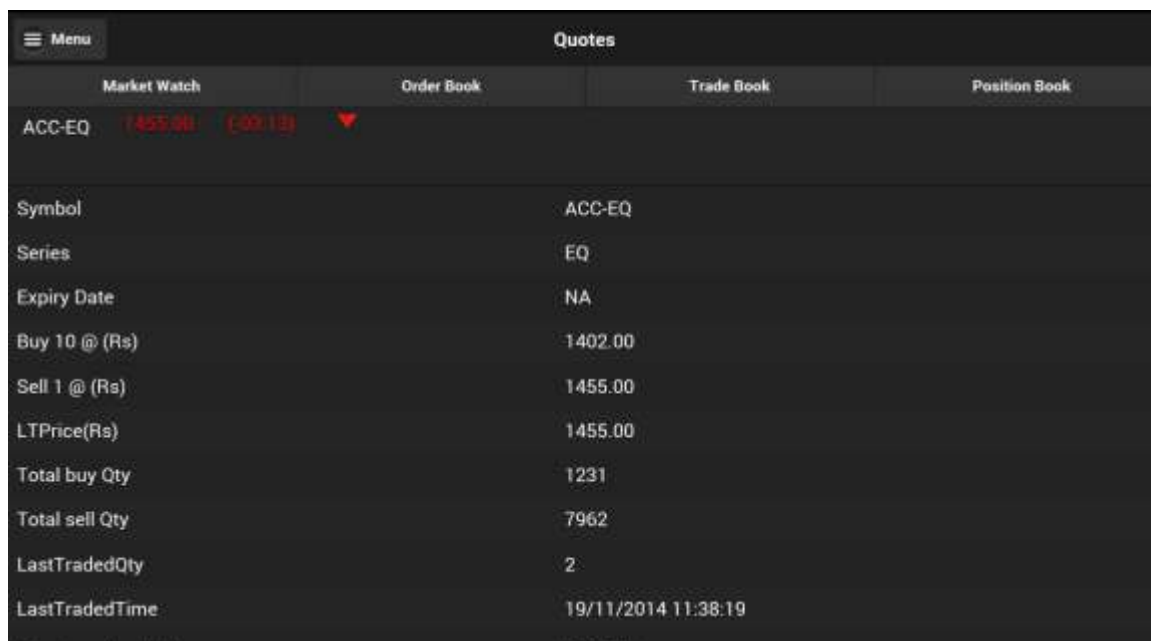 Menu
Quotes
Market Watch Order Book Trade Book Position Book
ACC-EQ 1455.00
Symbol ACC-EQ
Series EQ
Expiry Date NA
Buy 10 @ (Rs) 1402.00
Sell 1 @ (Rs) 1455.00
LTPrice(Rs) 1455.00
Total buy Qty 1231
Total sell Qty 7962
LastTradedQty 2
LastTradedTime 19/11/2014 11:38:19